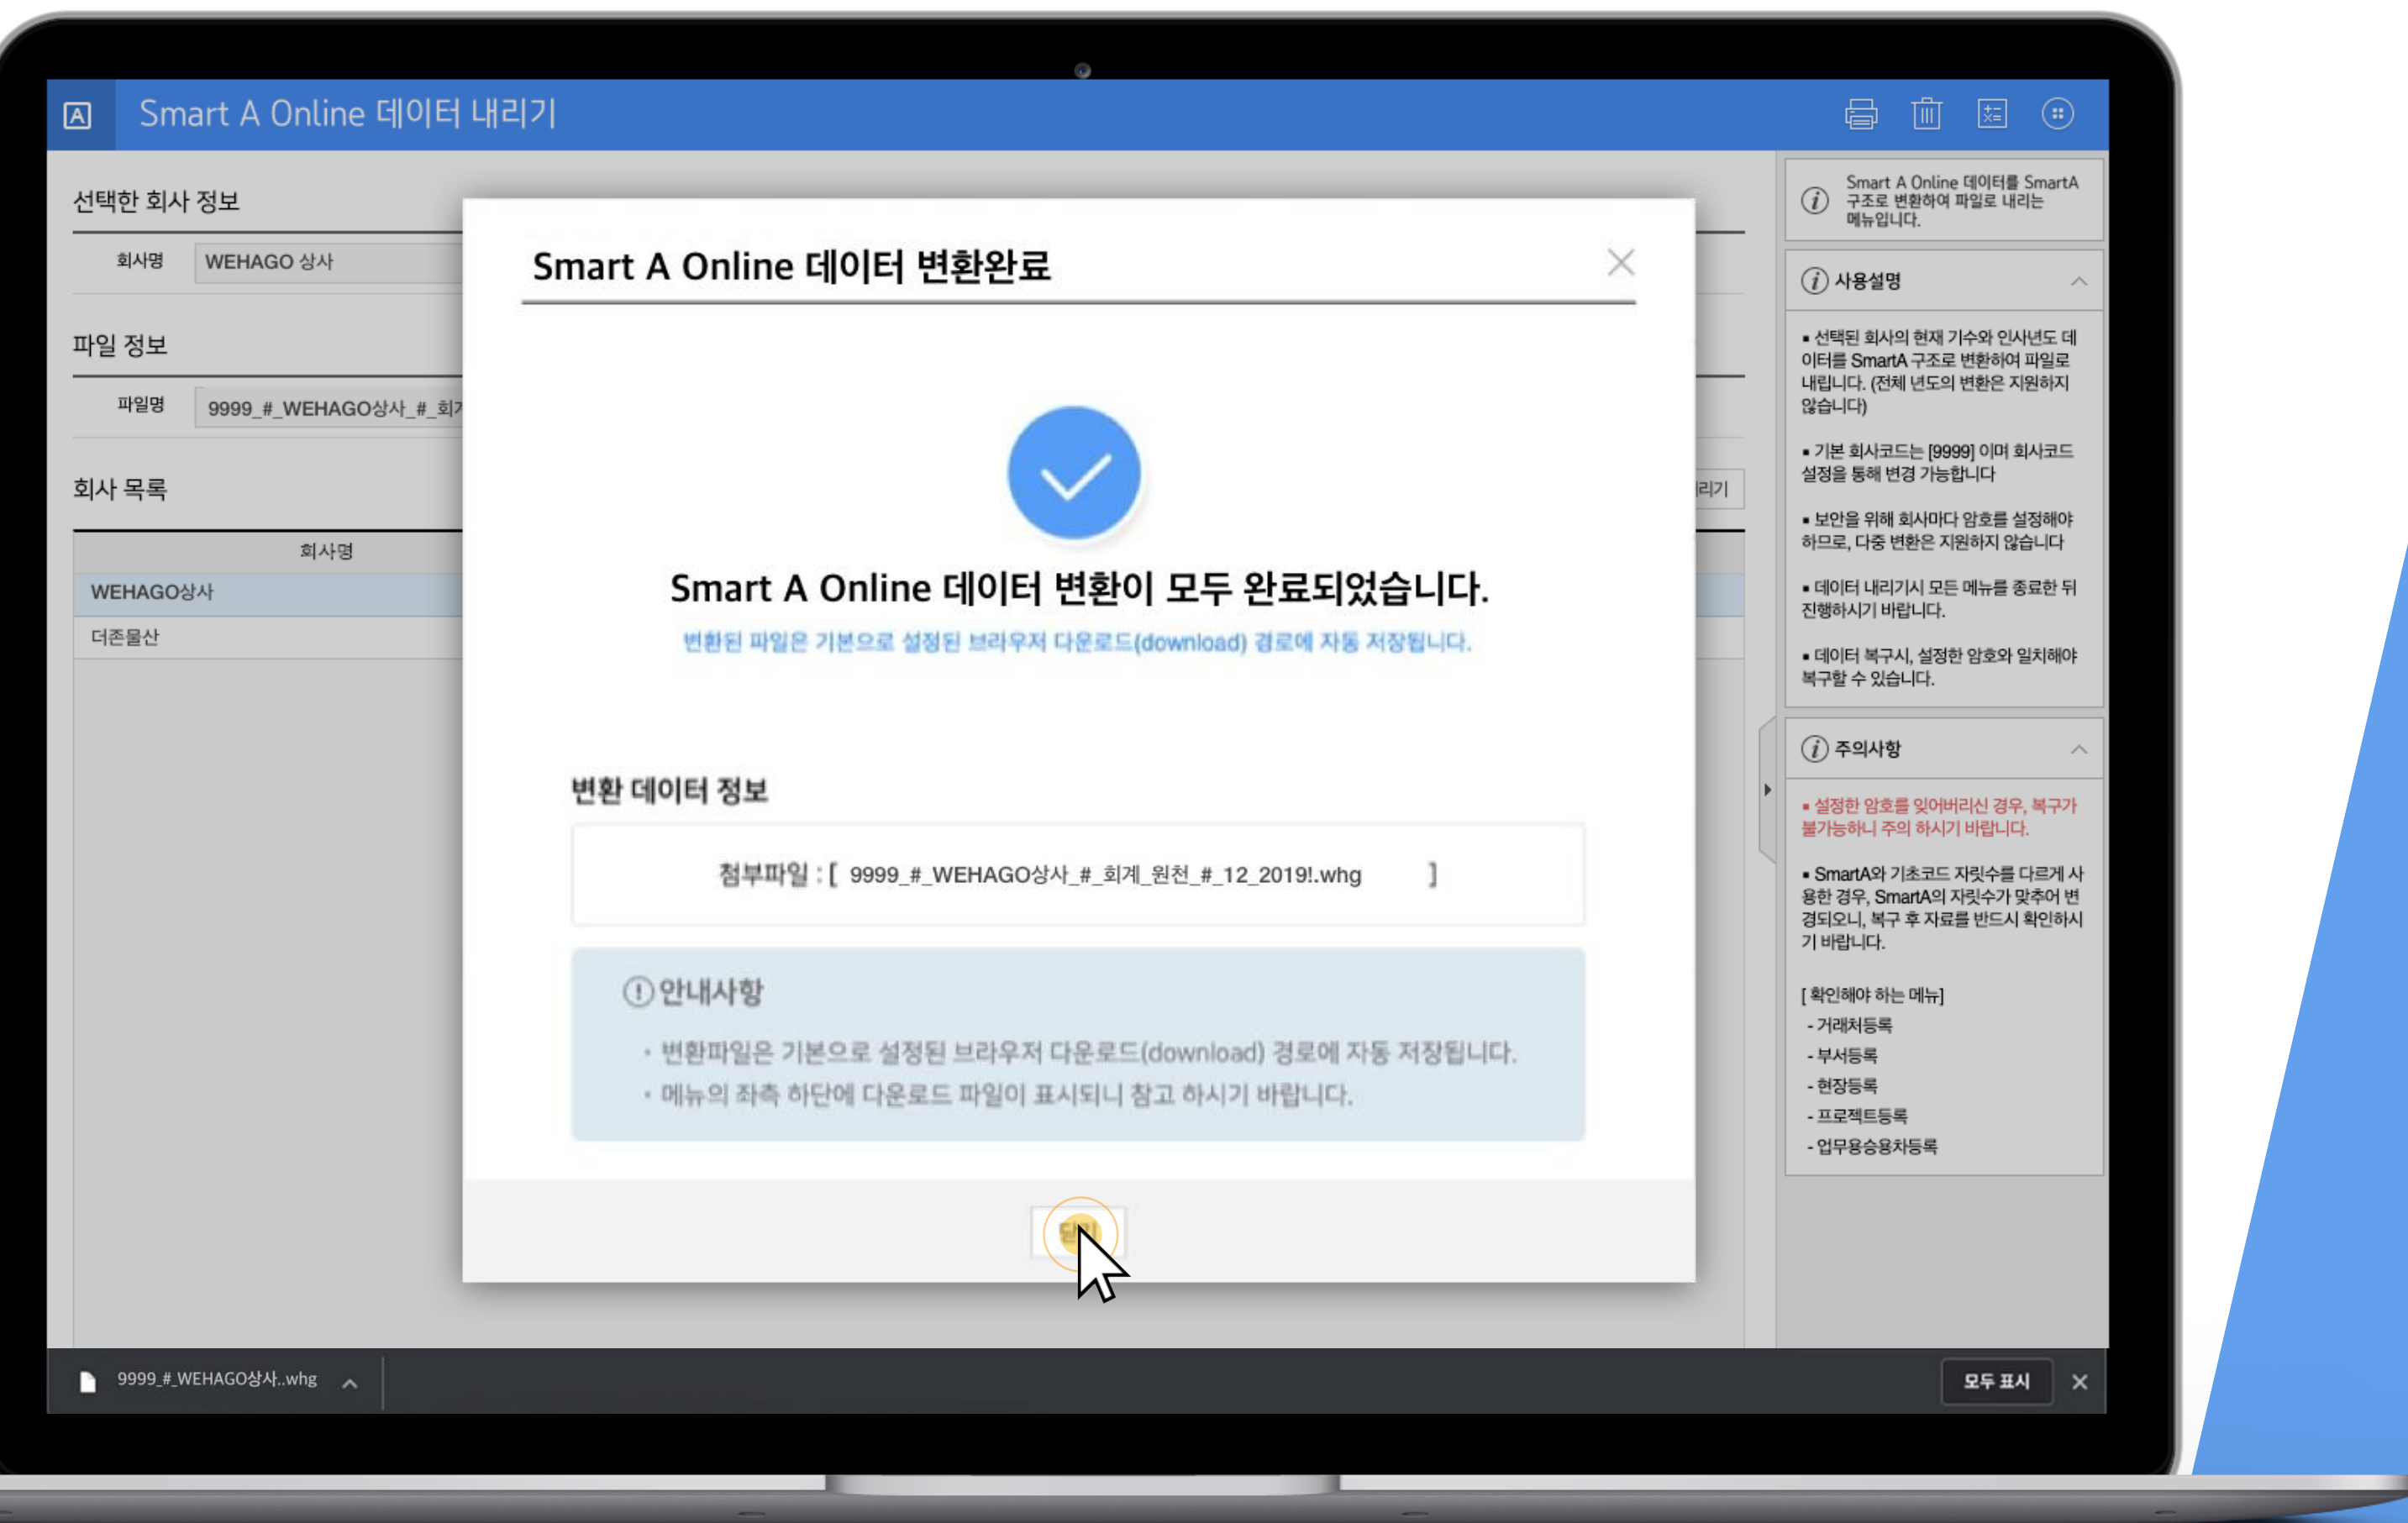 A Smart A Online 데이터 내리기
선택한 회사 정보
회사명 WEHAGO 상사
파일 정보
파일명 9999_#_WEHAGO상사_#_회
회사 목록
리기
회사명
WEHAGO상사
더존물산
Smart A Online 데이터 변환완료
Smart A Online 데이터 변환이 모두 완료되었습니다.
변환된 파일은 기본으로 설정된 브라우저 다운로드(download) 경로에 자동 저장됩니다.
변환 데이터 정보
첨부파일 : [ 9999_#_WEHAGO상사_#_회계_원천_#_12_2019!.whg ]
안내사항
• 변환파일은 기본으로 설정된 브라우저 다운로드(download) 경로에 자동 저장됩니다.
• 메뉴의 좌측 하단에 다운로드 파일이 표시되니 참고 하시기 바랍니다.
Smart A Online 데이터를 SmartA
구조로 변환하여 파일로 내리는
메뉴입니다.
사용설명
▪ 선택된 회사의 현재 기수와 인사년도 데
이터를 SmartA 구조로 변환하여 파일로
내립니다. (전체 년도의 변환은 지원하지
않습니다)
▪ 기본 회사코드는 [9999] 이며 회사코드
설정을 통해 변경 가능합니다
▪ 보안을 위해 회사마다 암호를 설정해야
하므로, 다중 변환은 지원하지 않습니다
▪ 데이터 내리기시 모든 메뉴를 종료한 뒤
진행하시기 바랍니다.
▪ 데이터 복구시, 설정한 암호와 일치해야
복구할 수 있습니다.
주의사항
▪ 설정한 암호를 잊어버리신 경우, 복구가
불가능하니 주의 하시기 바랍니다.
▪ SmartA와 기초코드 자릿수를 다르게 사
용한 경우, SmartA의 자릿수가 맞추어 변
경되오니, 복구 후 자료를 반드시 확인하시
기 바랍니다.
[ 확인해야 하는 메뉴]
- 거래처등록
- 부서등록
- 현장등록
- 프로젝트등록
- 업무용승용차등록
9999_#_WEHAGO상사..whg
모두 표시